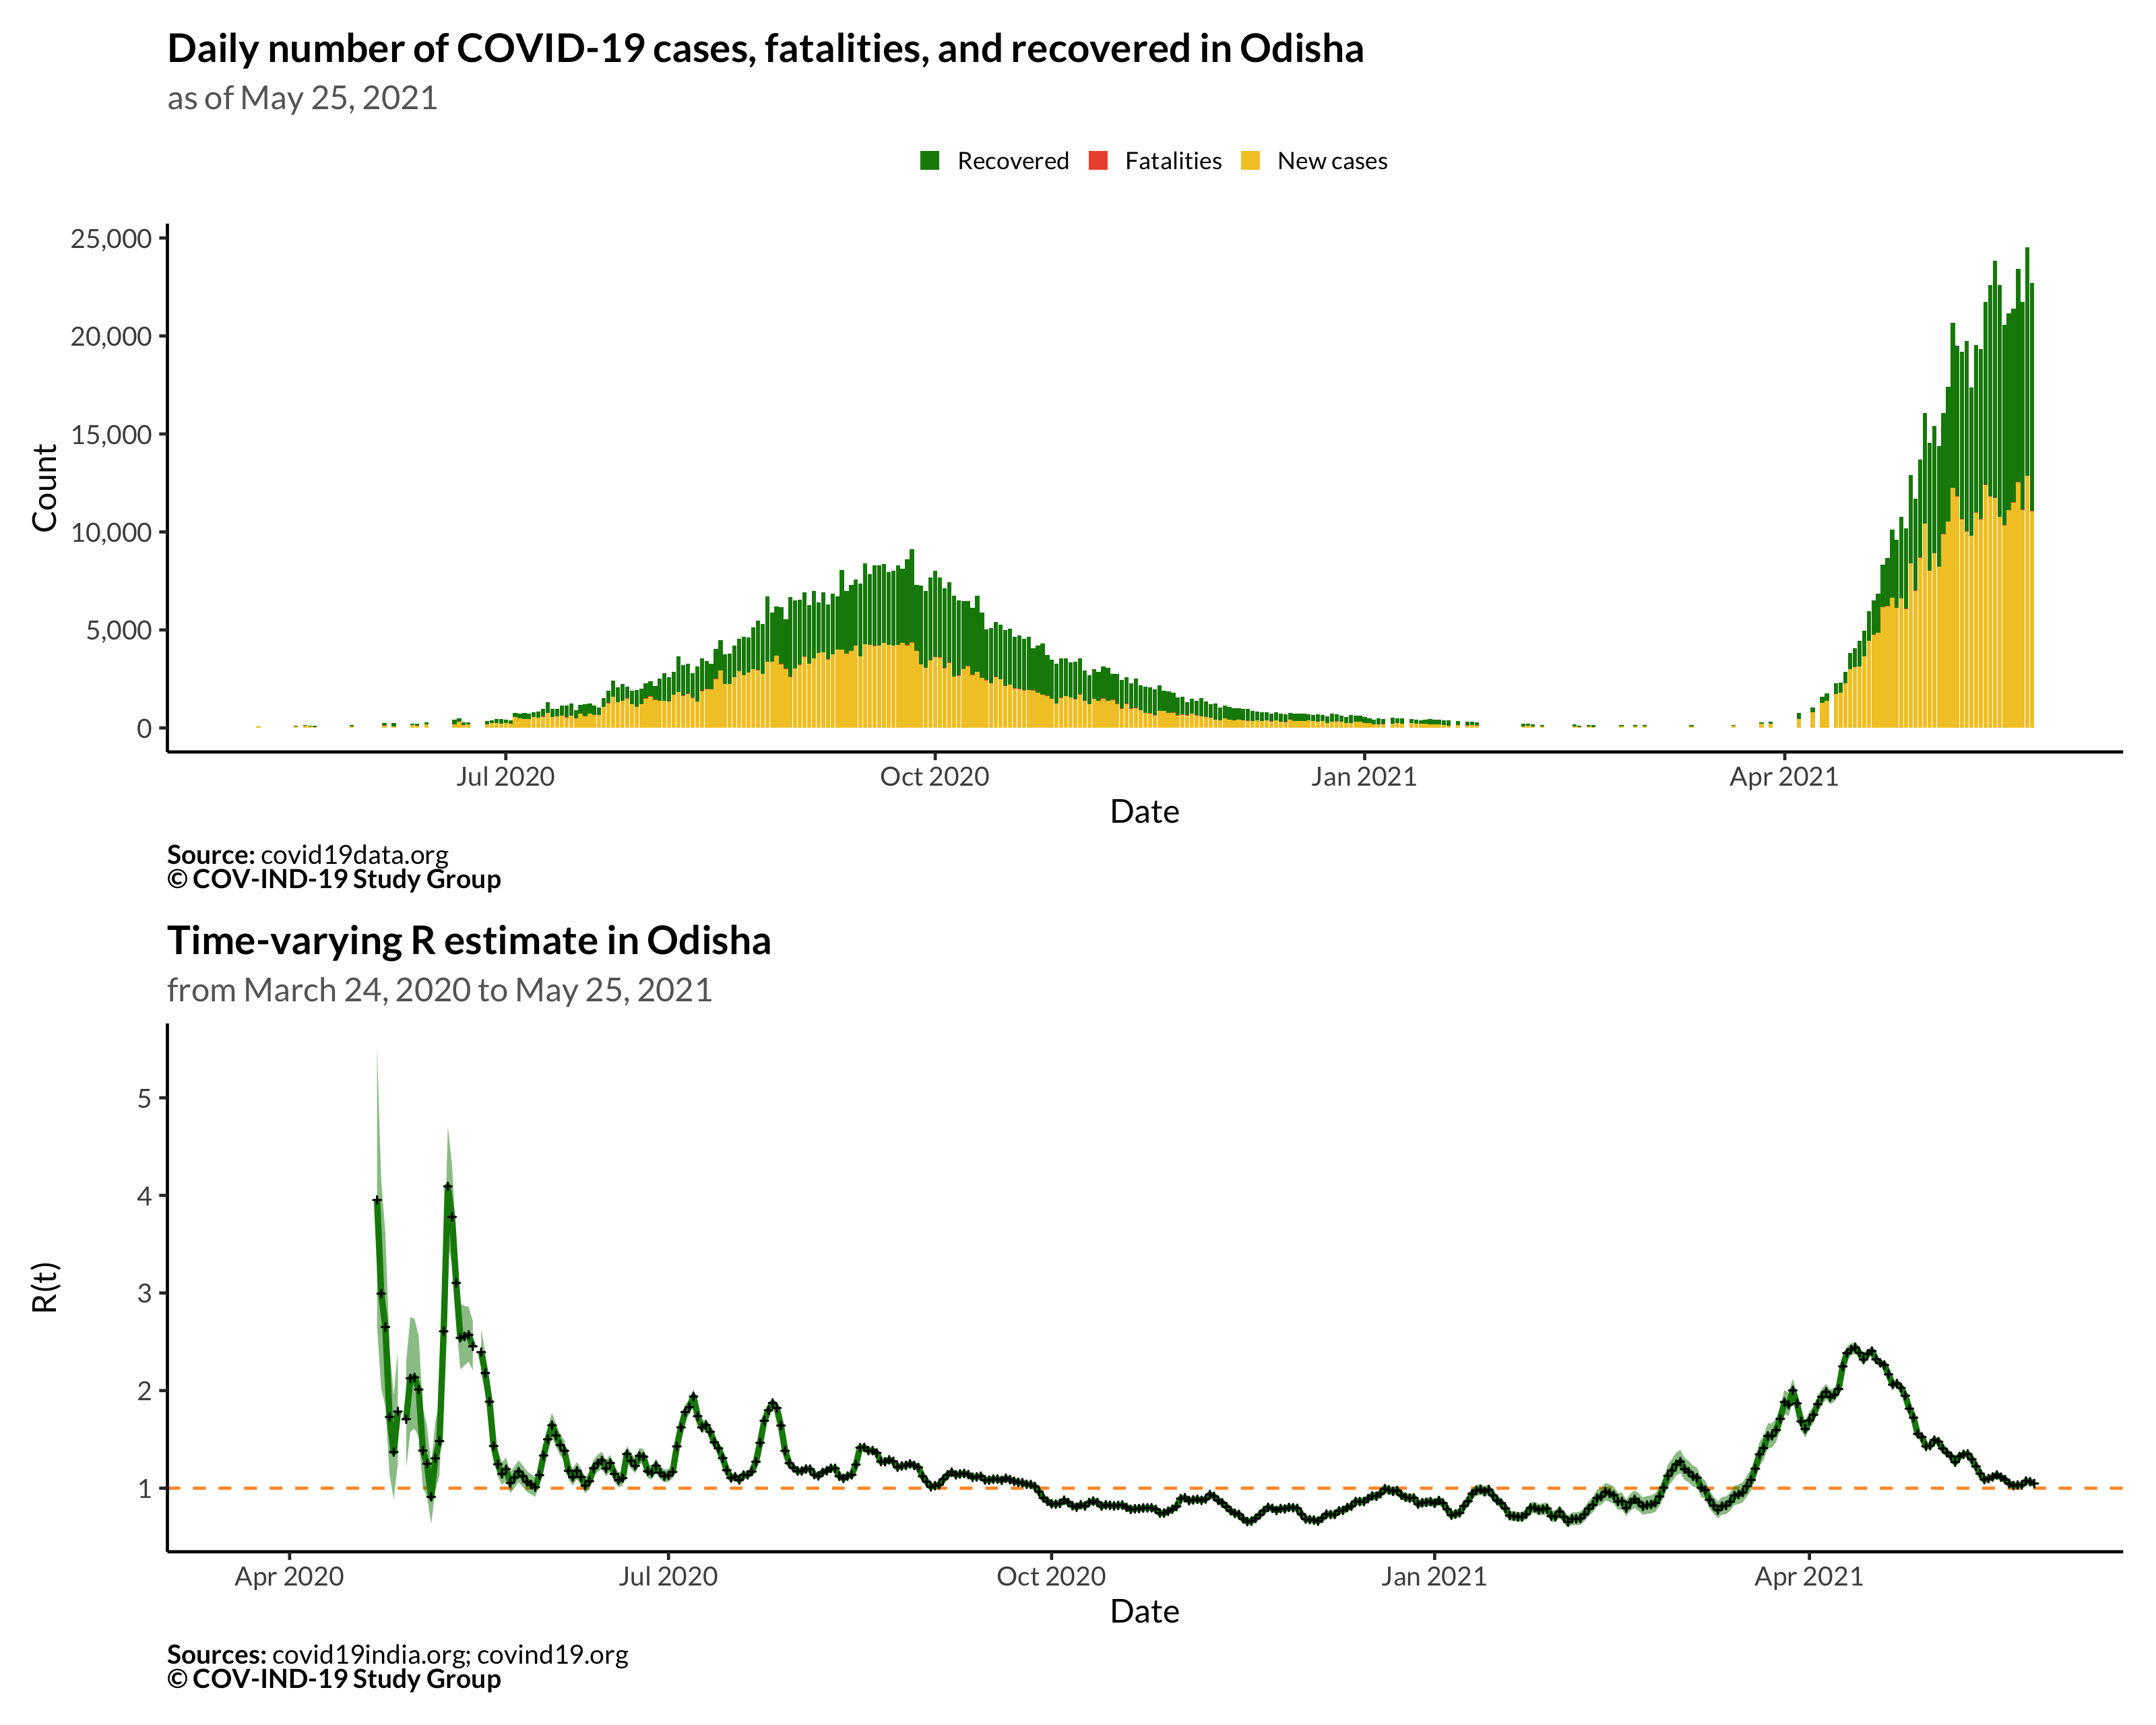 Daily number of COVID-19 cases, fatalities, and recovered in Odisha
as of May 25, 2021
Recovered Fatalities New cases
25,000
20,000
15,000
10,000
5,000
0
Count
Jul 2020 Oct 2020 Jan 2021 Apr 2021
Date
Source: covid19data.org
© COV-IND-19 Study Group
Time-varying R estimate in Odisha
from March 24, 2020 to May 25, 2021
5
4
3
2
1
R(t)
Apr 2020 Jul 2020 Oct 2020 Jan 2021 Apr 2021
Date
Sources: covid19india.org; covind19.org
© COV-IND-19 Study Group